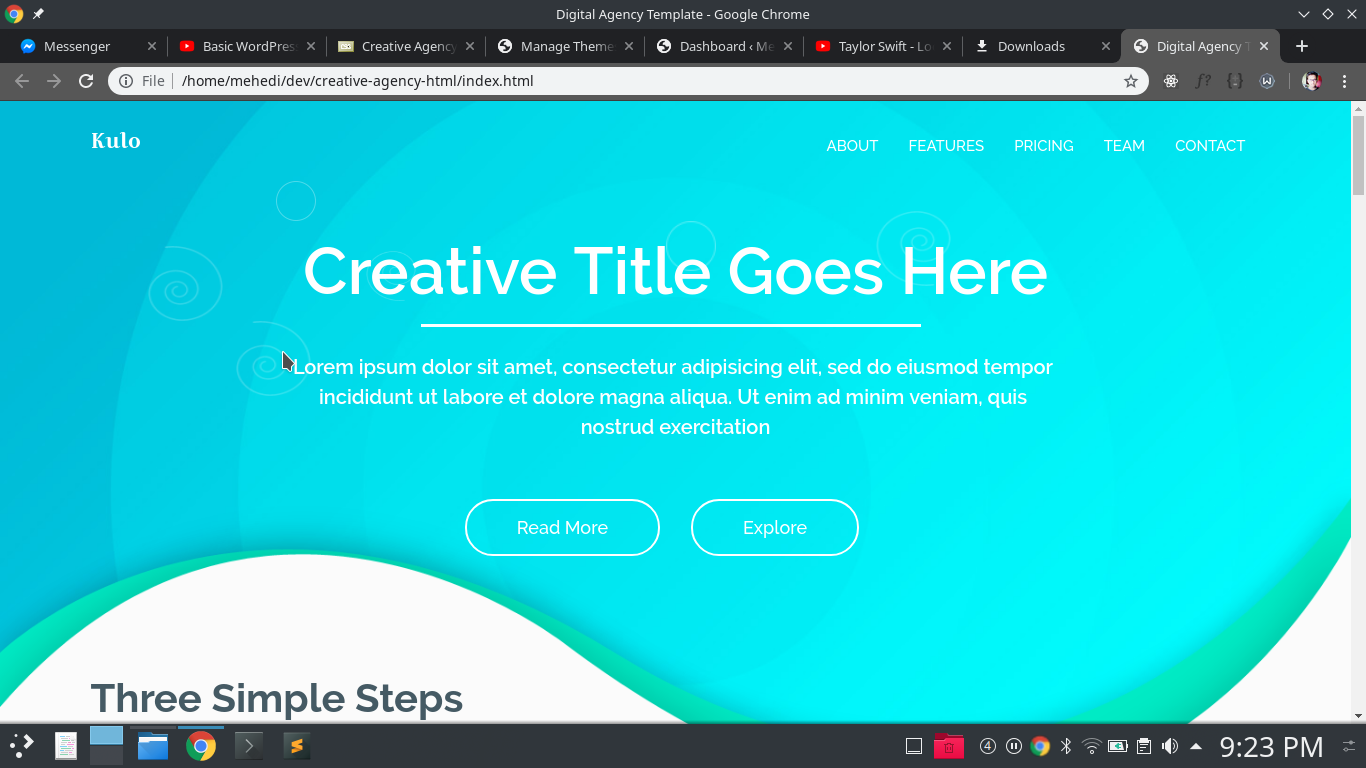 Digital Agency Template - Google Chrome
Messenger
Basic WordPres
Creative Agency
Manage Theme
Dashboard ‹ Me
Taylor Swift - Lo
Downloads
Digital Agency T
File
/home/mehedi/dev/creative-agency-html/index.html
Kulo
ABOUT FEATURES PRICING TEAM CONTACT
Creative Title Goes Here
Lorem ipsum dolor sit amet, consectetur adipisicing elit, sed do eiusmod tempor
incididunt ut labore et dolore magna aliqua. Ut enim ad minim veniam, quis
nostrud exercitation
Read More
Explore
Three Simple Steps
4
9:23 PM